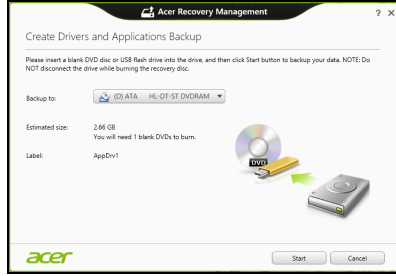 Acer Recovery Management
? X
Create Drivers and Applications Backup
Please insert a blank DVD disc or USB flash drive into the drive, and then click Start button to backup your data. NOTE: Do
NOT disconnect the drive while burning the recovery disc.
Backup to: (D) ATA HL-DT-ST DVDRAM
Estimated size: 2.66 GB
You will need 1 blank DVDs to burn.
Label: AppDrv1
DVD
acer Start Cancel